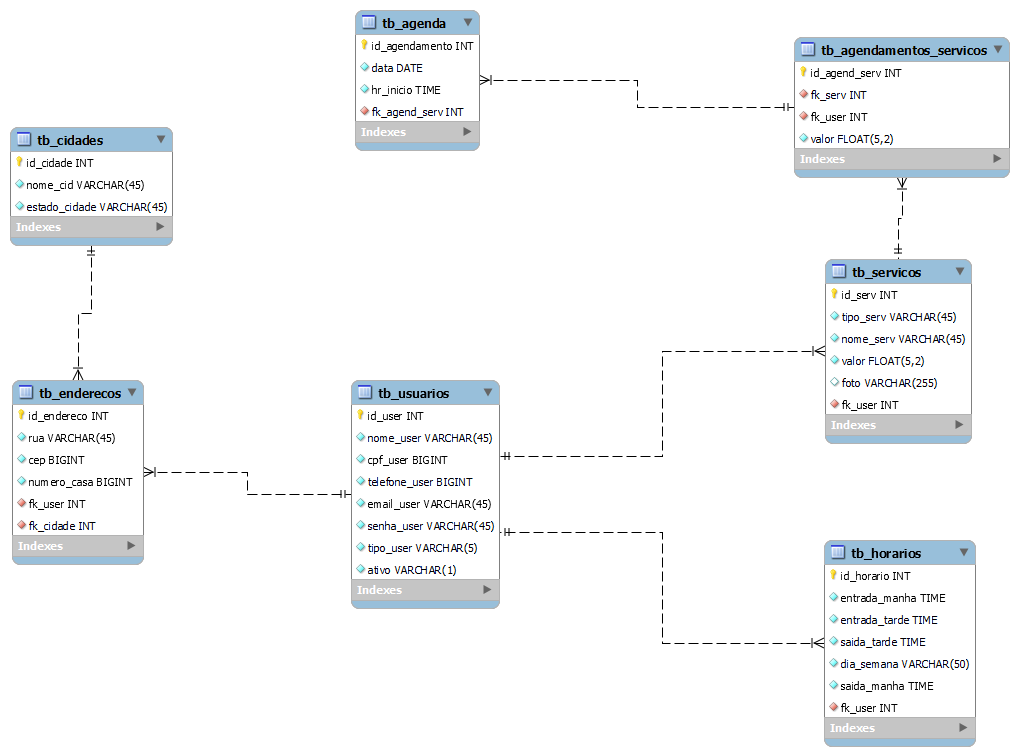 tb_agenda
id_agendamento INT
data DATE
hr_inicio TIME
fk_agend_serv INT
Indexes
tb_agendamentos_servicos
id_agend_serv INT
fk_serv INT
fk_user INT
valor FLOAT(5,2)
Indexes
tb_cidades
id_cidade INT
nome_cid VARCHAR(45)
estado_cidade VARCHAR(45)
Indexes
tb_servicos
id_serv INT
tipo_serv VARCHAR(45)
nome_serv VARCHAR(45)
valor FLOAT(5,2)
foto VARCHAR(255)
fk_user INT
Indexes
tb_enderecos
id_endereco INT
rua VARCHAR(45)
cep BIGINT
numero_casa BIGINT
fk_user INT
fk_cidade INT
Indexes
tb_usuarios
id_user INT
nome_user VARCHAR(45)
cpf_user BIGINT
telefone_user BIGINT
email_user VARCHAR(45)
senha_user VARCHAR(45)
tipo_user VARCHAR(5)
ativo VARCHAR(1)
Indexes
tb_horarios
id_horario INT
entrada_manha TIME
entrada_tarde TIME
saida_tarde TIME
dia_semana VARCHAR(50)
saida_manha TIME
fk_user INT
Indexes